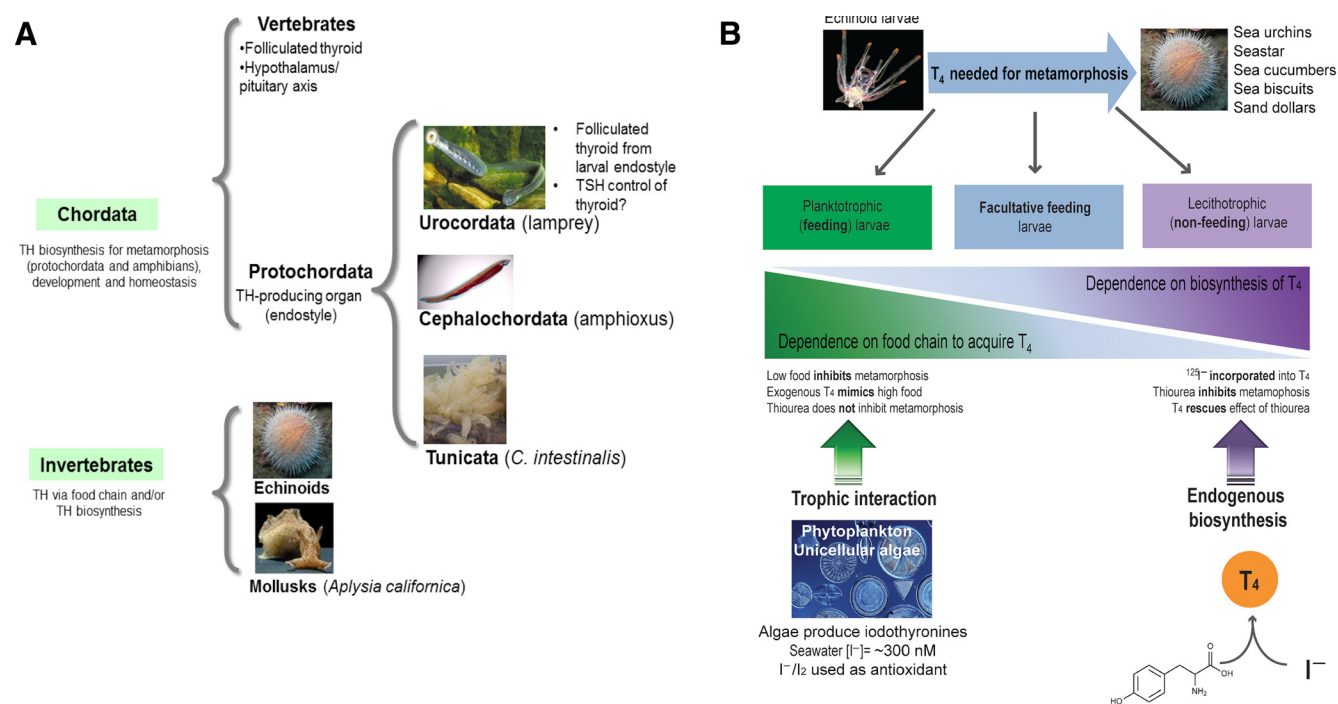 A
Vertebrates
•Folliculated thyroid
•Hypothalamus/
pituitary axis
Chordata
TH biosynthesis for metamorphosis
(protochordata and amphibians),
development and homeostasis
Protochordata
TH-producing organ
(endostyle)
• Folliculated
thyroid from
larval endostyle
• TSH control of
thyroid?
Urocordata (lamprey)
Cephalochordata (amphioxus)
Tunicata (C. intestinalis)
Invertebrates
TH via food chain and/or
TH biosynthesis
Echinoids
Mollusks (Aplysia californica)
B
Echinoid larvae
T4 needed for metamorphosis
Sea urchins
Seastar
Sea cucumbers
Sea biscuits
Sand dollars
Planktotrophic
(feeding) larvae
Facultative feeding
larvae
Lecithotrophic
(non-feeding) larvae
Dependence on biosynthesis of T4
Dependence on food chain to acquire T4
Low food inhibits metamorphosis
Exogenous T4 mimics high food
Thiourea does not inhibit metamorphosis
125I– incorporated into T4
Thiourea inhibits metamophosis
T4 rescues effect of thiourea
Trophic interaction
Phytoplankton
Unicellular algae
Algae produce iodothyronines
Seawater [I–]= ~300 nM
I–/I2 used as antioxidant
Endogenous
biosynthesis
T4
O
OH
NH2
HO
I–